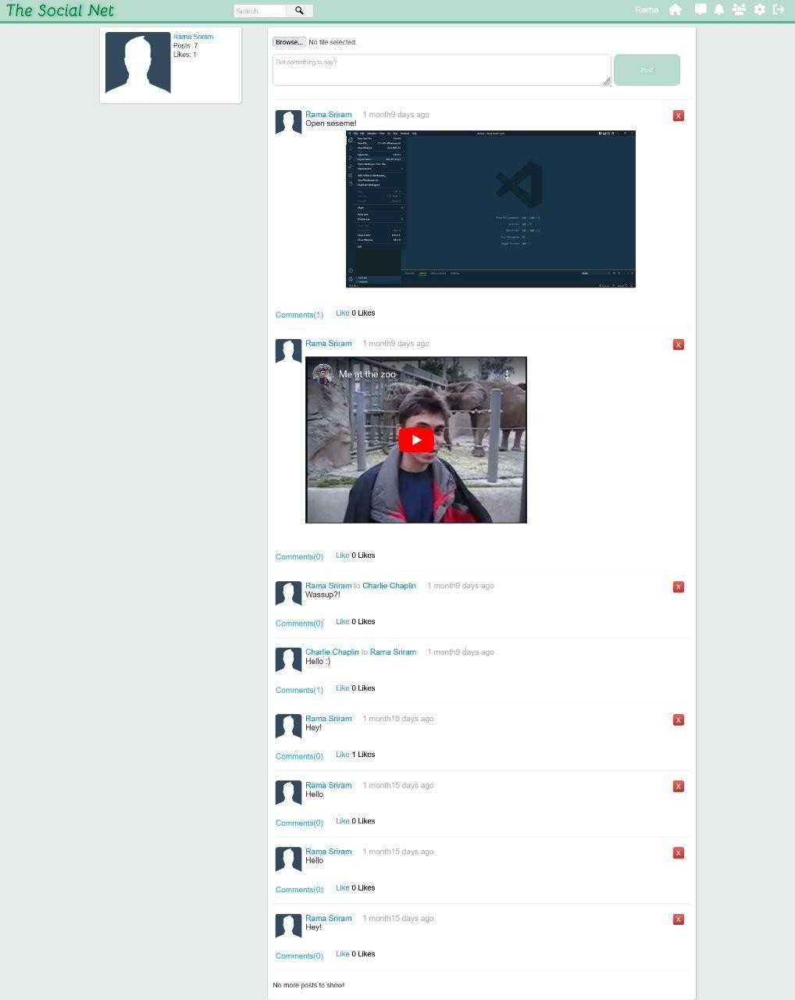 The Social Net
Search...
Rama
Rama Sriram
Posts: 7
Likes: 1
Browse... No file selected.
Got something to say?
Post
Rama Sriram 1 month9 days ago X
Open seseme!
Comments(1) Like 0 Likes
Rama Sriram 1 month9 days ago X
Me at the zoo
Comments(0) Like 0 Likes
Rama Sriram to Charlie Chaplin 1 month9 days ago X
Wassup?!
Comments(0) Like 0 Likes
Charlie Chaplin to Rama Sriram 1 month9 days ago
Hello :)
Comments(1) Like 0 Likes
Rama Sriram 1 month15 days ago X
Hey!
Comments(0) Like 1 Likes
Rama Sriram 1 month15 days ago X
Hello
Comments(0) Like 0 Likes
Rama Sriram 1 month15 days ago X
Hello
Comments(0) Like 0 Likes
Rama Sriram 1 month15 days ago X
Hey!
Comments(0) Like 0 Likes
No more posts to show!